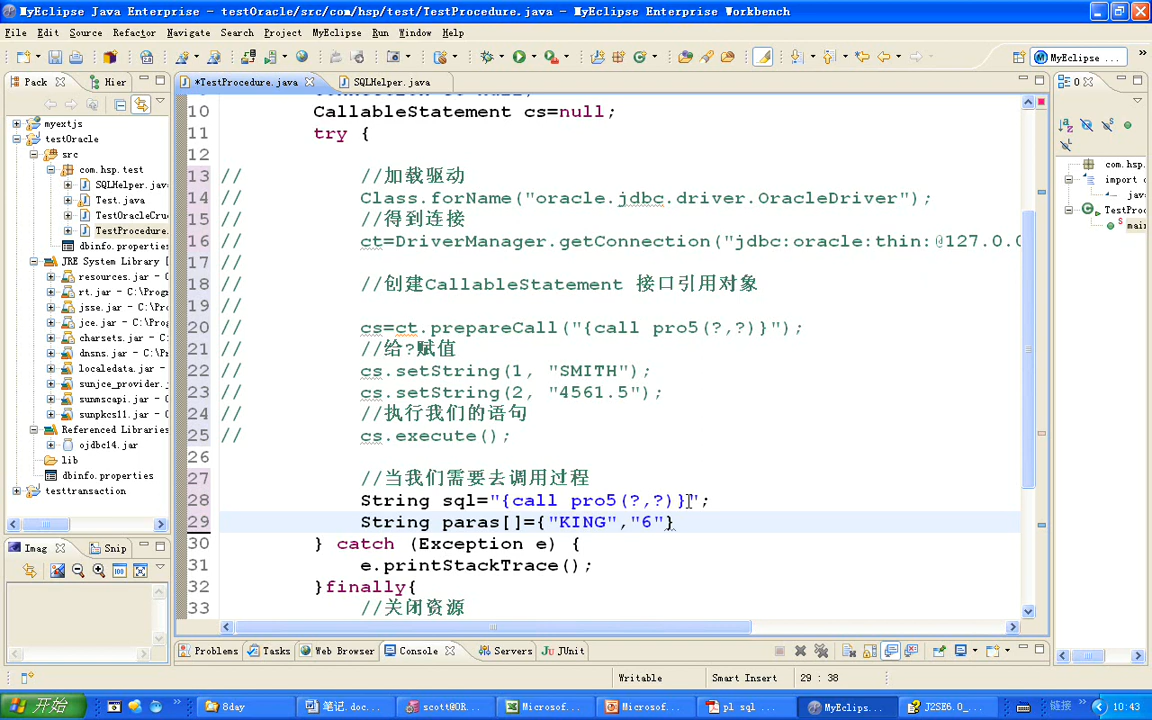 MyEclipse Java Enterprise - testOracle/src/com/hsp/test/TestProcedure.java - MyEclipse Enterprise Workbench
File Edit Source Refactor Navigate Search Project MyEclipse Run Window Help
MyEclipse ...
Pack Hier *TestProcedure.java SQLHelper.java O
myextjs
testOracle
src
com.hsp.test
SQLHelper.jav
Test.java
TestOracleCru
TestProcedure.
dbinfo.properties
JRE System Library [
resources.jar - C:\Prog
rt.jar - C:\Progr
jsse.jar - C:\Pro
jce.jar - C:\Prog
charsets.jar - C:
dnsns.jar - C:\Pr
localedata.jar -
sunjce_provider.j
sunmscapi.jar - C
sunpkcs11.jar - C
Referenced Libraries
ojdbc14.jar
lib
dbinfo.properties
testtransaction
Imag Snip
10 CallableStatement cs=null;
11 try {
12
13 // //加载驱动
14 // Class.forName("oracle.jdbc.driver.OracleDriver");
15 // //得到连接
16 // ct=DriverManager.getConnection("jdbc:oracle:thin:@127.0.0
17 //
18 // //创建CallableStatement 接口引用对象
19 //
20 // cs=ct.prepareCall("{call pro5(?,?)}");
21 // //给?赋值
22 // cs.setString(1, "SMITH");
23 // cs.setString(2, "4561.5");
24 // //执行我们的语句
25 // cs.execute();
26
27 //当我们需要去调用过程
28 String sql="{call pro5(?,?)}";
29 String paras[]={"KING","6"}
30 } catch (Exception e) {
31 e.printStackTrace();
32 }finally{
33 //关闭资源
com.hsp.
import c
java
TestProc
main
Problems Tasks Web Browser Console Servers JUnit
Writable Smart Insert 29 : 38
开始 8day 笔记.doc... scott@OR... Microsof... Microsof... pl sql ... MyEclips... J2SE6.0_... 链接 10:43